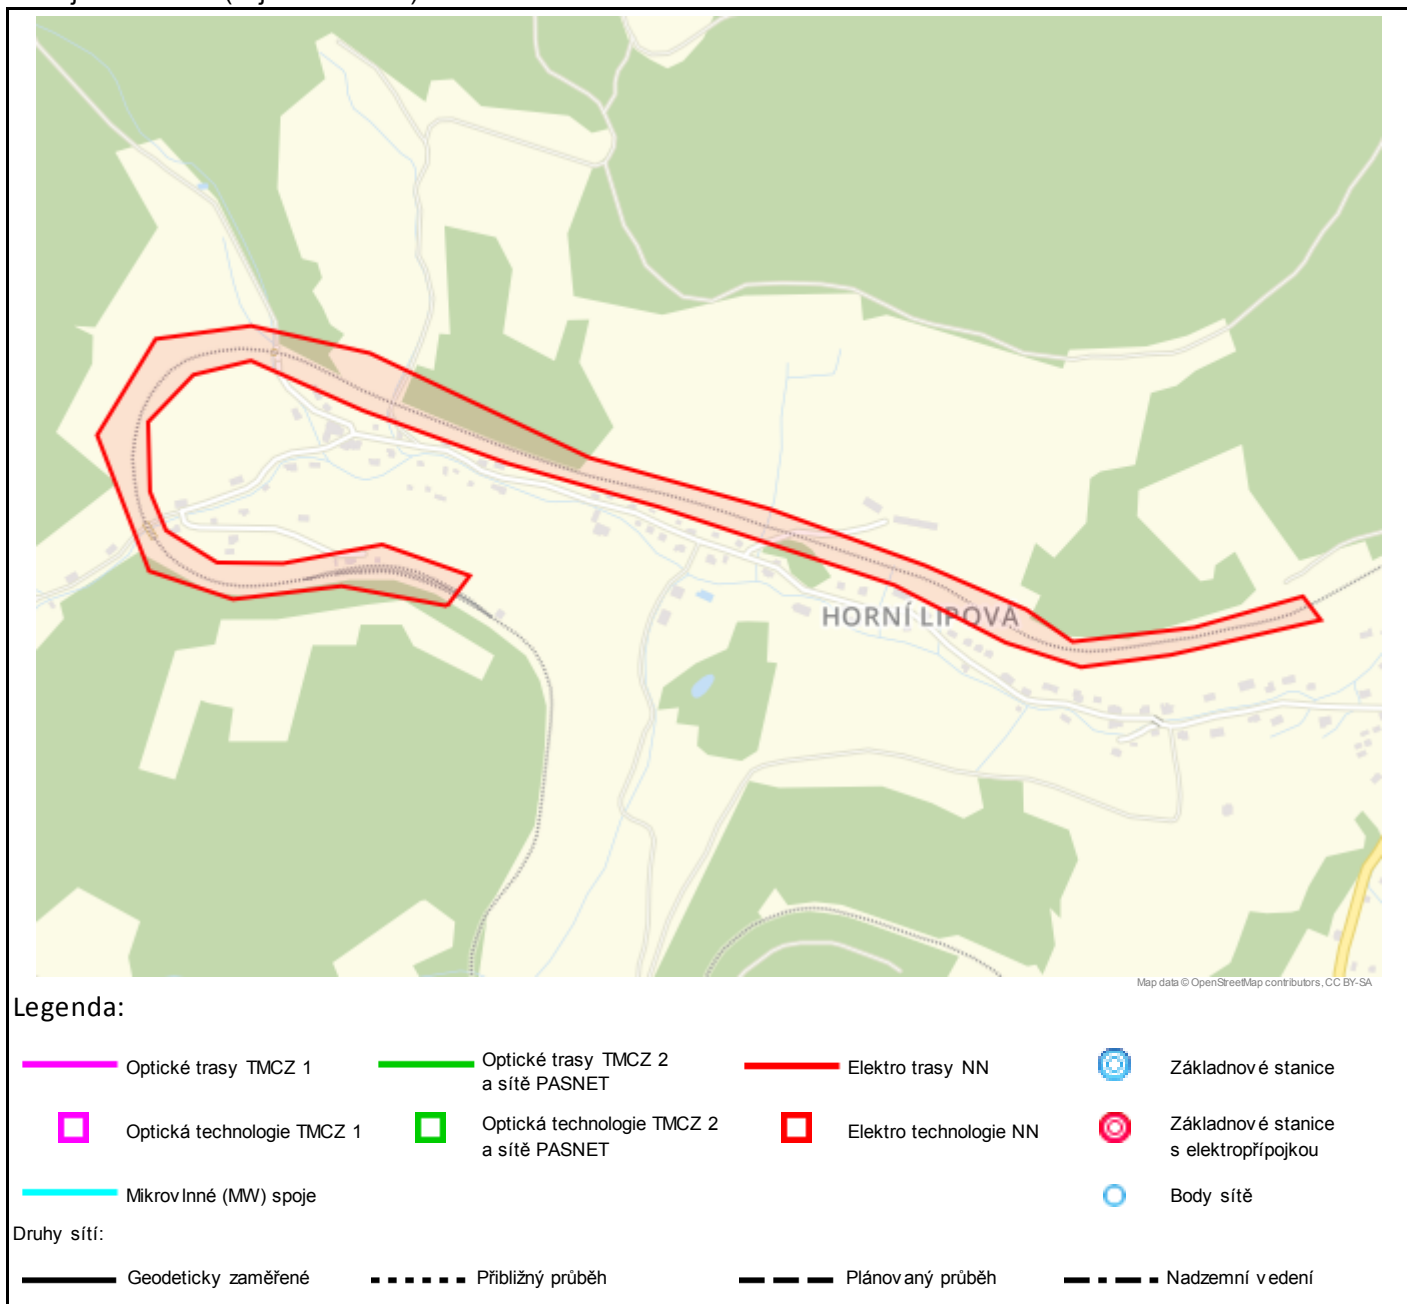 HORNÍ LIPOVÁ
Map data © OpenStreetMap contributors, CC BY-SA
Legenda:
Optické trasy TMCZ 1
Optické trasy TMCZ 2
a sítě PASNET
Elektro trasy NN
Základnové stanice
Optická technologie TMCZ 1
Optická technologie TMCZ 2
a sítě PASNET
Elektro technologie NN
Základnové stanice
s elektropřípojkou
Mikrovlnné (MW) spoje
Body sítě
Druhy sítí:
Geodeticky zaměřené
Přibližný průběh
Plánovaný průběh
Nadzemní vedení